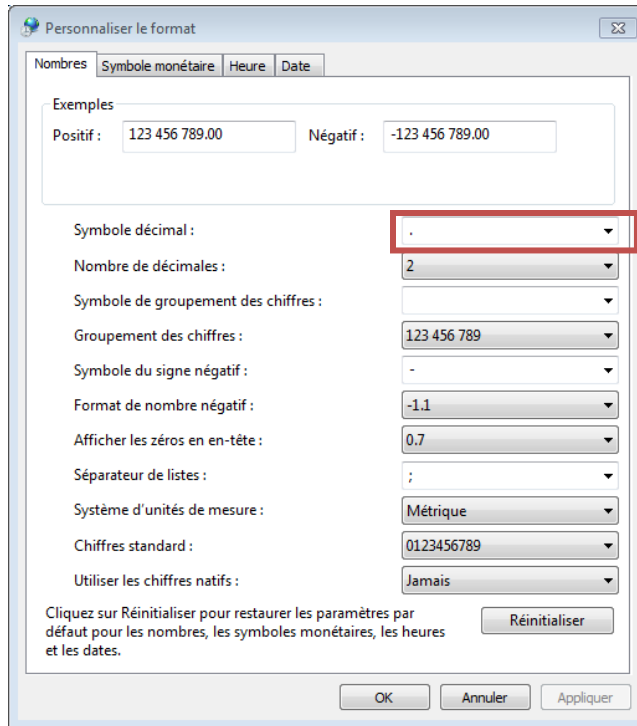 Personnaliser le format
Nombres Symbole monétaire Heure Date
Exemples
Positif : 123 456 789.00 Négatif : -123 456 789.00
Symbole décimal : .
Nombre de décimales : 2
Symbole de groupement des chiffres :
Groupement des chiffres : 123 456 789
Symbole du signe négatif : -
Format de nombre négatif : -1.1
Afficher les zéros en en-tête : 0.7
Séparateur de listes : ;
Système d'unités de mesure : Métrique
Chiffres standard : 0123456789
Utiliser les chiffres natifs : Jamais
Cliquez sur Réinitialiser pour restaurer les paramètres par
défaut pour les nombres, les symboles monétaires, les heures
et les dates.
Réinitialiser
OK Annuler Appliquer